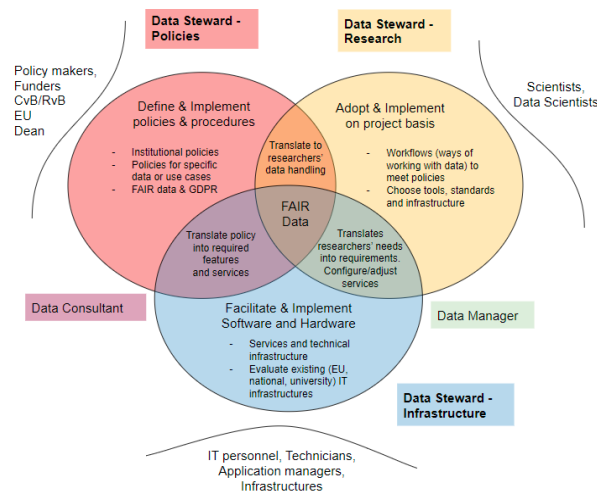 Data Steward -
Policies
Data Steward -
Research
Policy makers,
Funders
CvB/RvB
EU
Dean
Scientists,
Data Scientists
Define & Implement
policies & procedures
- Institutional policies
- Policies for specific
data or use cases
- FAIR data & GDPR
Translate to
researchers'
data handling
Adopt & Implement
on project basis
- Workflows (ways of
working with data) to
meet policies
- Choose tools, standards
and infrastructure
FAIR
Data
Translate policy
into required
features
and services
Translates
researchers' needs
into requirements.
Configure/adjust
services
Data Consultant
Data Manager
Facilitate & Implement
Software and Hardware
- Services and technical
infrastructure
- Evaluate existing (EU,
national, university) IT
infrastructures
Data Steward -
Infrastructure
IT personnel, Technicians,
Application managers,
Infrastructures